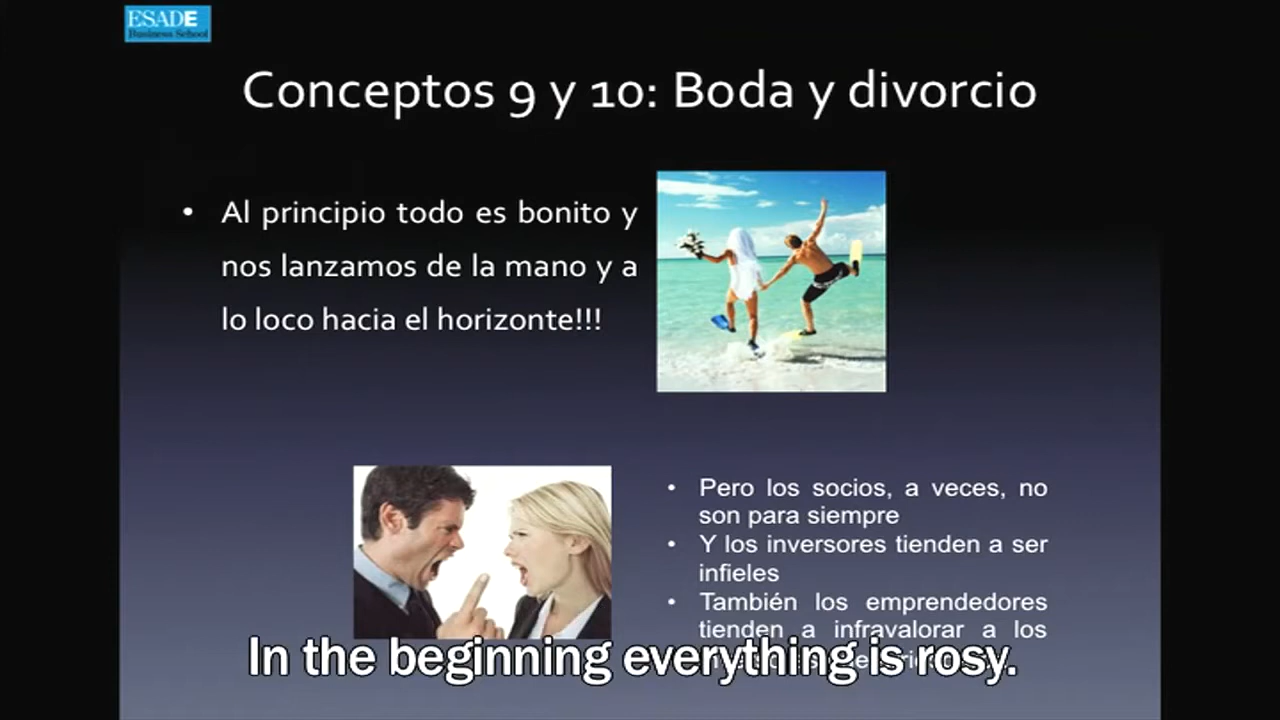 ESADE
Business School
Conceptos 9 y 10: Boda y divorcio
• Al principio todo es bonito y
nos lanzamos de la mano y a
lo loco hacia el horizonte!!!
• Pero los socios, a veces, no
son para siempre
• Y los inversores tienden a ser
infieles
• También los emprendedores
tienden a infravalorar a los
In the beginning everything is rosy.